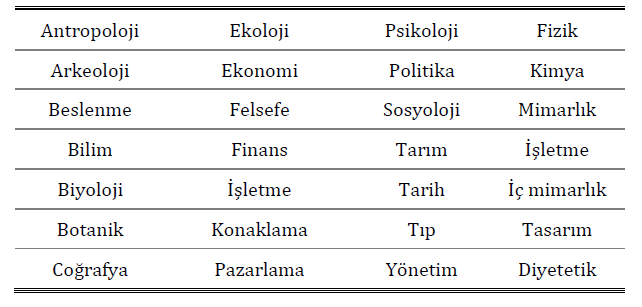 Antropoloji Ekoloji Psikoloji Fizik
Arkeoloji Ekonomi Politika Kimya
Beslenme Felsefe Sosyoloji Mimarlık
Bilim Finans Tarım İşletme
Biyoloji İşletme Tarih İç mimarlık
Botanik Konaklama Tıp Tasarım
Coğrafya Pazarlama Yönetim Diyetetik